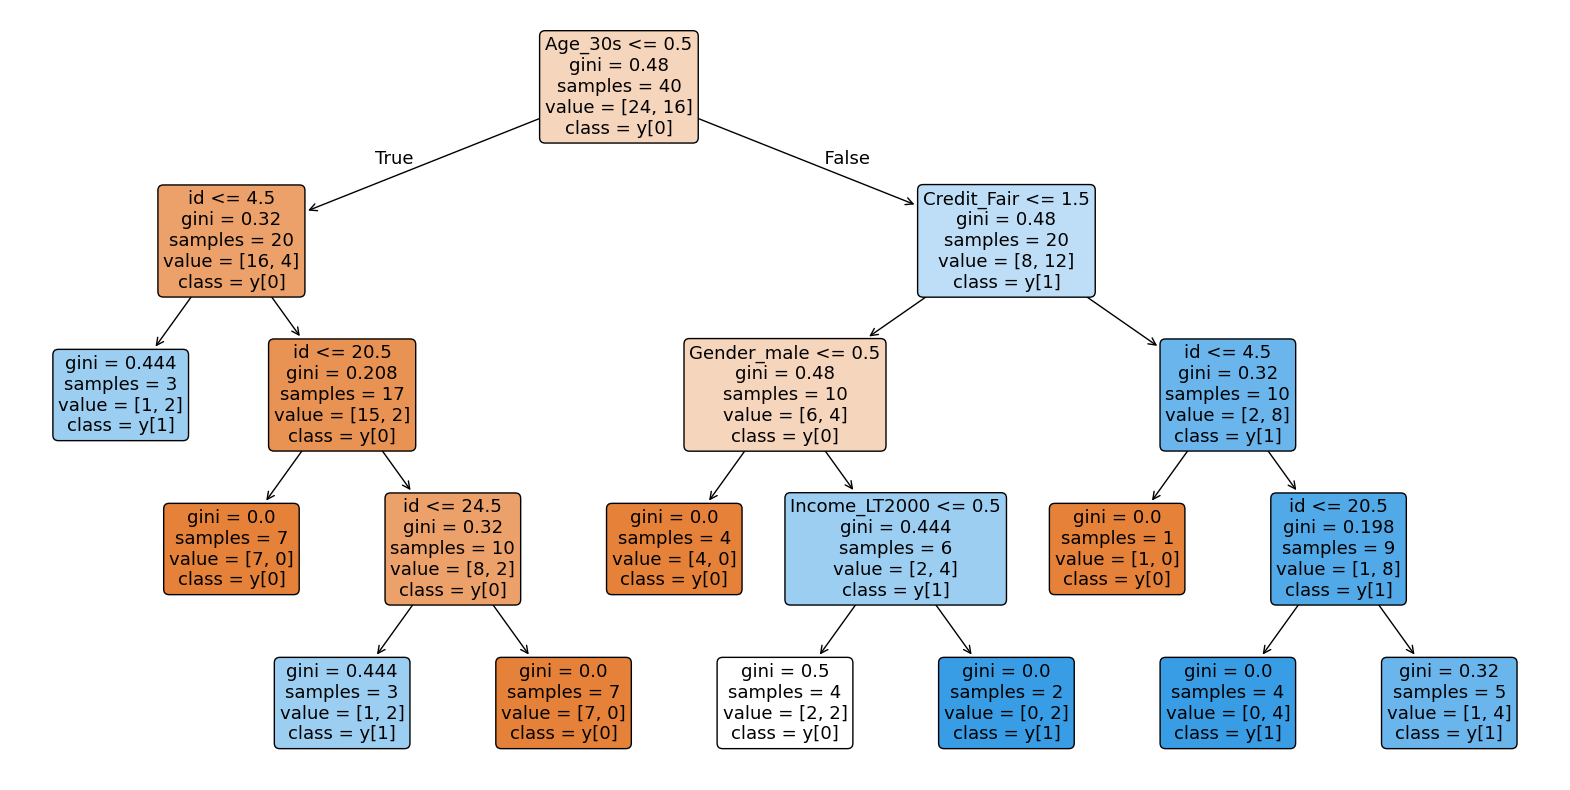 Age_30s <= 0.5
gini = 0.48
samples = 40
value = [24, 16]
class = y[0]
True
False
id <= 4.5
gini = 0.32
samples = 20
value = [16, 4]
class = y[0]
Credit_Fair <= 1.5
gini = 0.48
samples = 20
value = [8, 12]
class = y[1]
gini = 0.444
samples = 3
value = [1, 2]
class = y[1]
id <= 20.5
gini = 0.208
samples = 17
value = [15, 2]
class = y[0]
Gender_male <= 0.5
gini = 0.48
samples = 10
value = [6, 4]
class = y[0]
id <= 4.5
gini = 0.32
samples = 10
value = [2, 8]
class = y[1]
gini = 0.0
samples = 7
value = [7, 0]
class = y[0]
id <= 24.5
gini = 0.32
samples = 10
value = [8, 2]
class = y[0]
gini = 0.0
samples = 4
value = [4, 0]
class = y[0]
Income_LT2000 <= 0.5
gini = 0.444
samples = 6
value = [2, 4]
class = y[1]
gini = 0.0
samples = 1
value = [1, 0]
class = y[0]
id <= 20.5
gini = 0.198
samples = 9
value = [1, 8]
class = y[1]
gini = 0.444
samples = 3
value = [1, 2]
class = y[1]
gini = 0.0
samples = 7
value = [7, 0]
class = y[0]
gini = 0.5
samples = 4
value = [2, 2]
class = y[0]
gini = 0.0
samples = 2
value = [0, 2]
class = y[1]
gini = 0.0
samples = 4
value = [0, 4]
class = y[1]
gini = 0.32
samples = 5
value = [1, 4]
class = y[1]